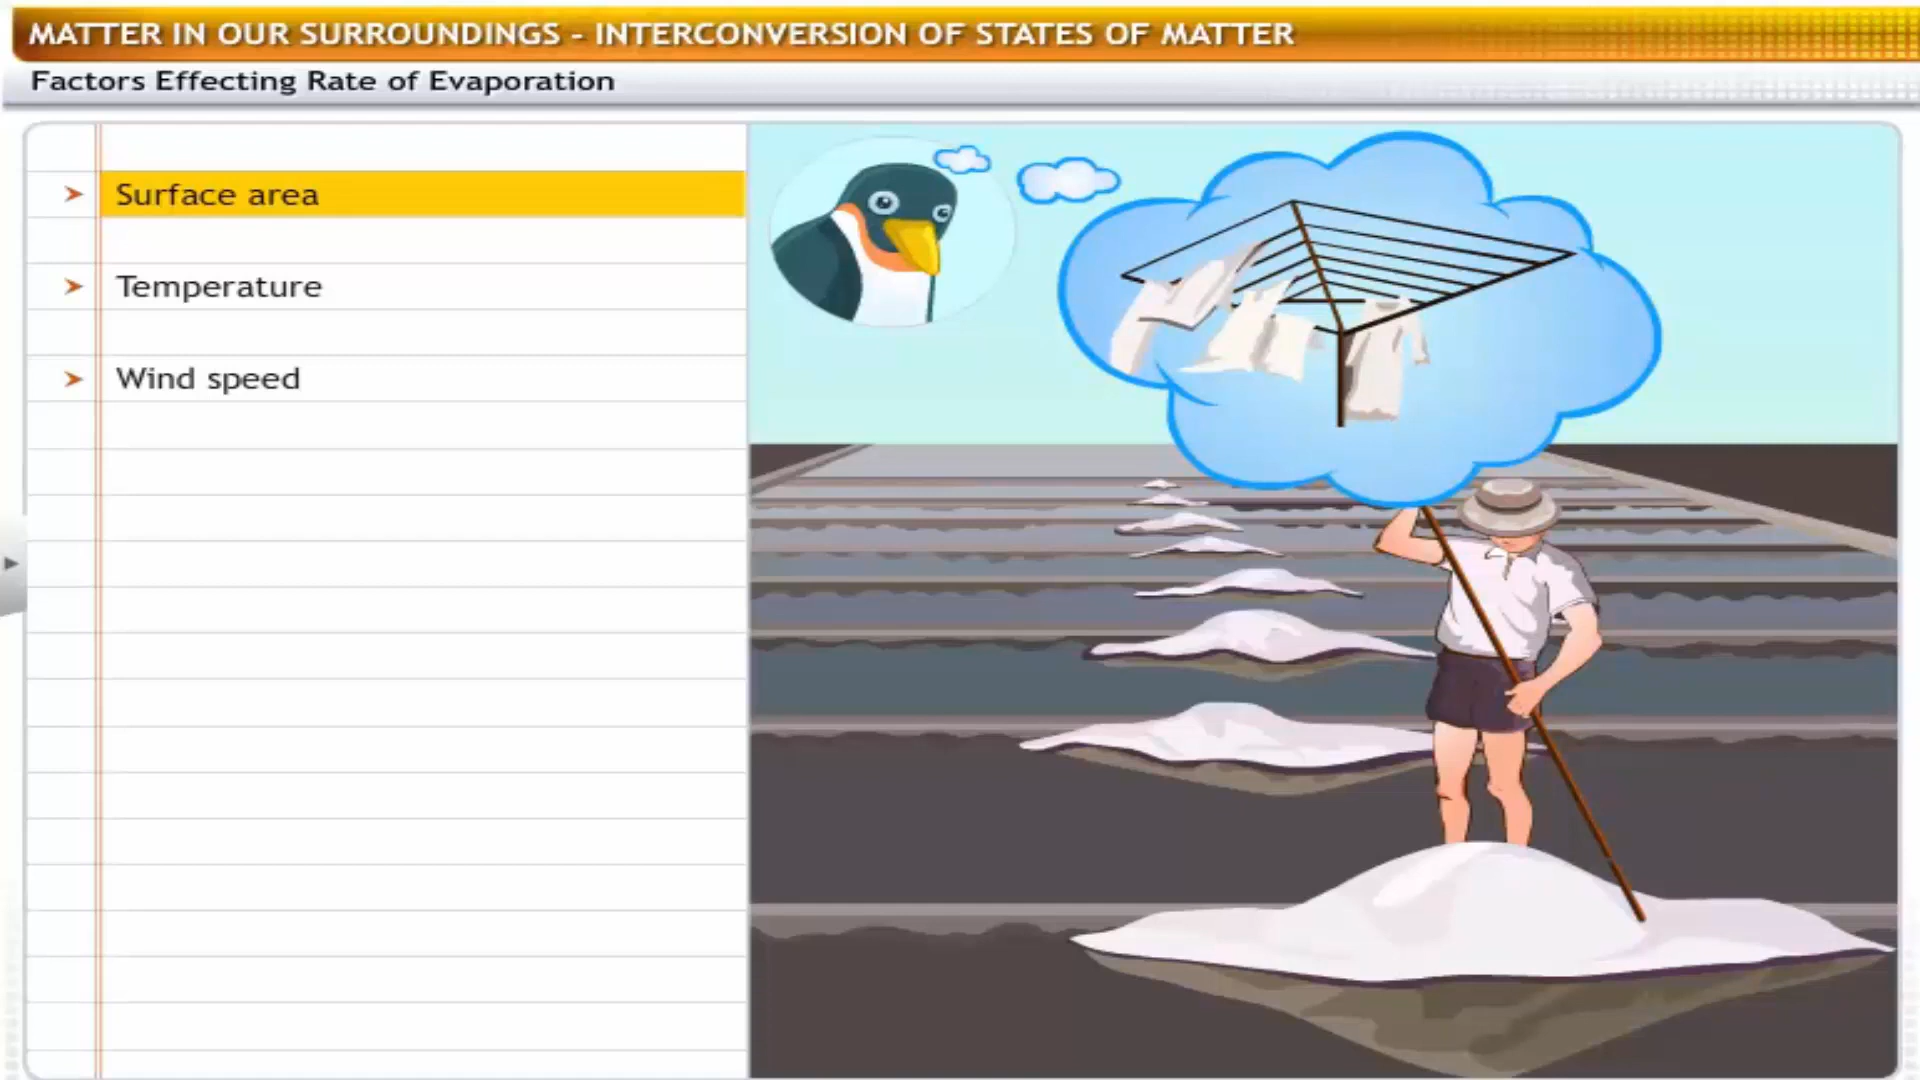 MATTER IN OUR SURROUNDINGS - INTERCONVERSION OF STATES OF MATTER
Factors Effecting Rate of Evaporation
Surface area
Temperature
Wind speed